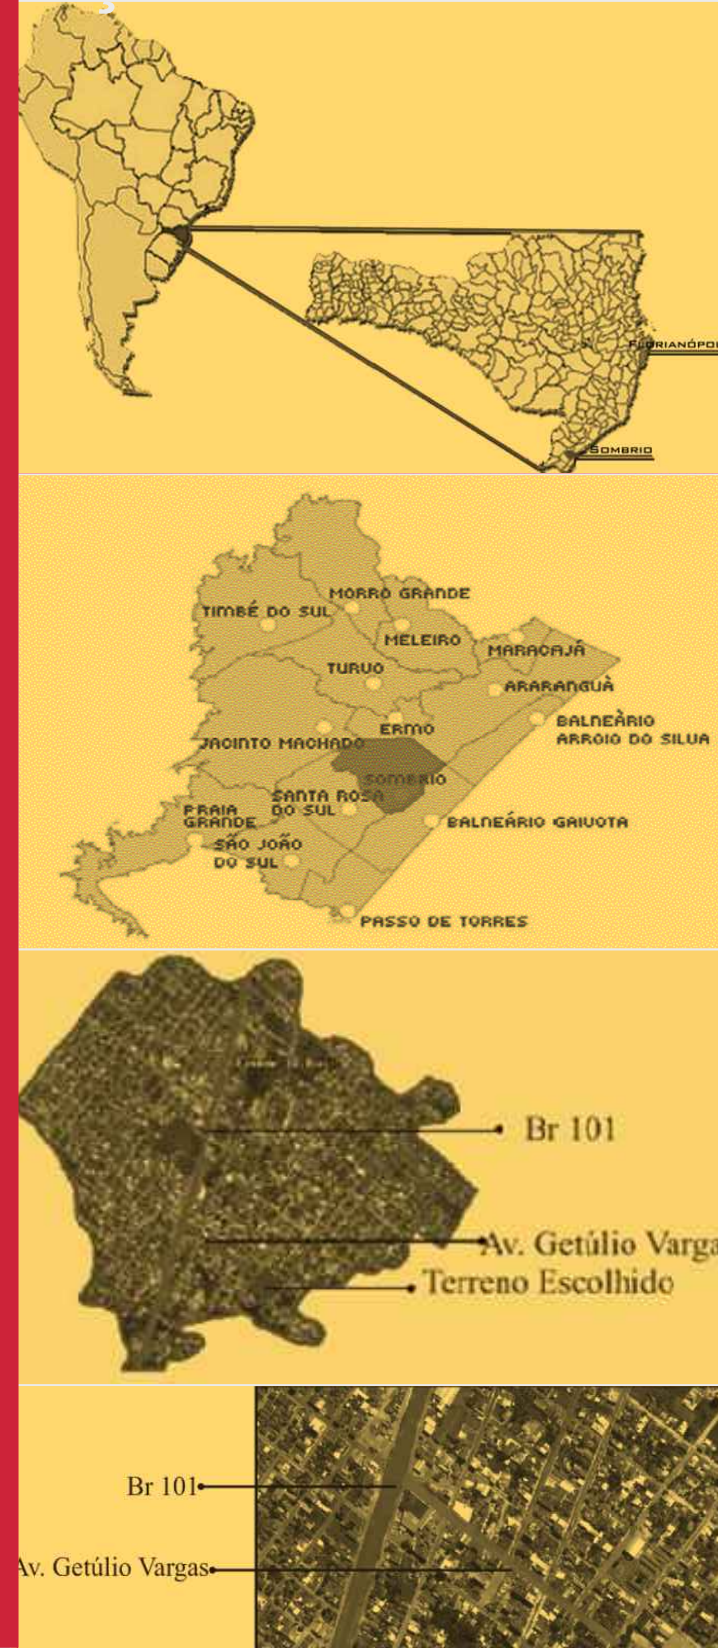 FLORIANÓPOL
SOMBRIO
MORRO GRANDE
TIMBÉ DO SUL
MELEIRO
MARACAJÁ
TURVO
ARARANGUÀ
BALNEÀRIO
ARROIO DO SILVA
ERMO
JACINTO MACHADO
SOMBRIO
SANTA ROSA
DO SUL
PRAIA
GRANDE
BALNEÁRIO GAIVOTA
SÃO JOÃO
DO SUL
PASSO DE TORRES
Br 101
Av. Getúlio Varga
Terreno Escolhido
Br 101
Av. Getúlio Vargas